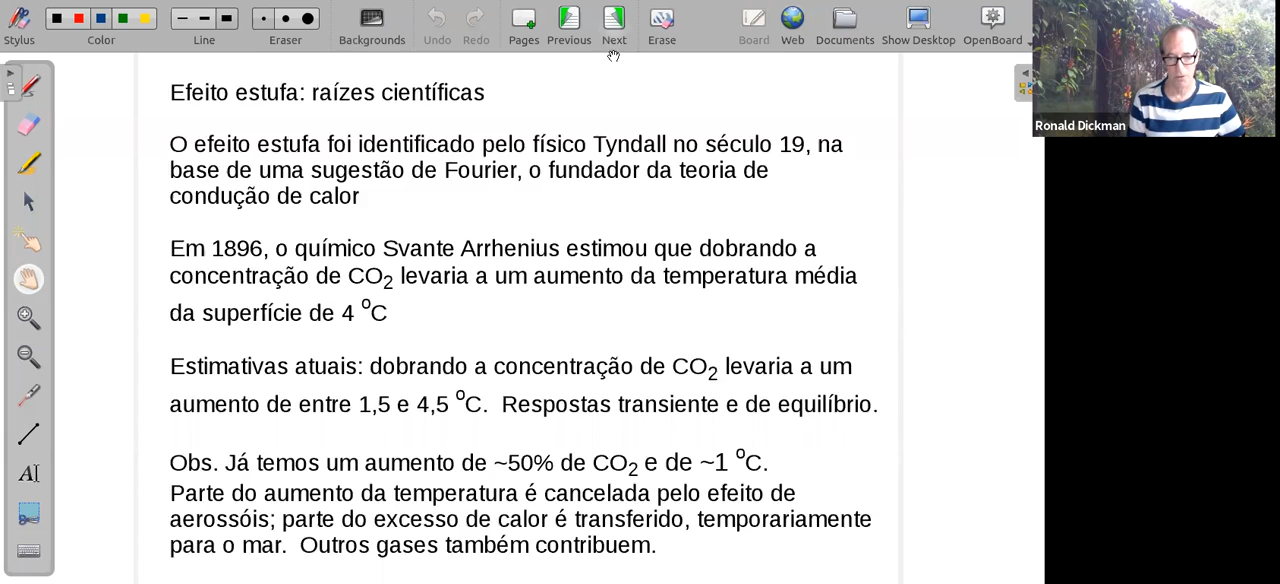 Stylus
Color
Line
Eraser
Backgrounds
Undo
Redo
Pages
Previous
Next
Erase
Board
Web
Documents
Show Desktop
OpenBoard
Ronald Dickman
Efeito estufa: raízes científicas
O efeito estufa foi identificado pelo físico Tyndall no século 19, na
base de uma sugestão de Fourier, o fundador da teoria de
condução de calor
Em 1896, o químico Svante Arrhenius estimou que dobrando a
concentração de CO2 levaria a um aumento da temperatura média
da superfície de 4 ºC
Estimativas atuais: dobrando a concentração de CO2 levaria a um
aumento de entre 1,5 e 4,5 ºC. Respostas transiente e de equilíbrio.
Obs. Já temos um aumento de ~50% de CO2 e de ~1 ºC.
Parte do aumento da temperatura é cancelada pelo efeito de
aerossóis; parte do excesso de calor é transferido, temporariamente
para o mar. Outros gases também contribuem.